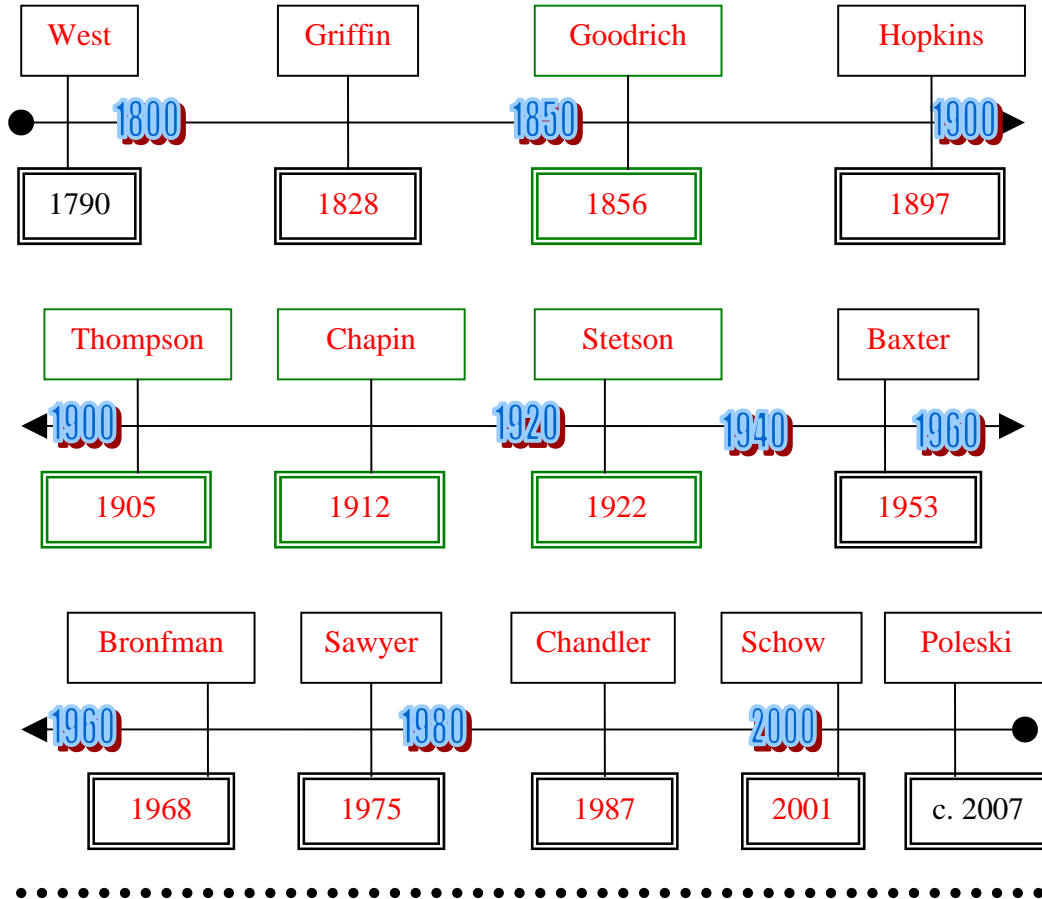 West Griffin Goodrich Hopkins
1800 1850 1900
1790 1828 1856 1897
Thompson Chapin Stetson Baxter
1900 1920 1940 1960
1905 1912 1922 1953
Bronfman Sawyer Chandler Schow Poleski
1960 1980 2000
1968 1975 1987 2001 c. 2007